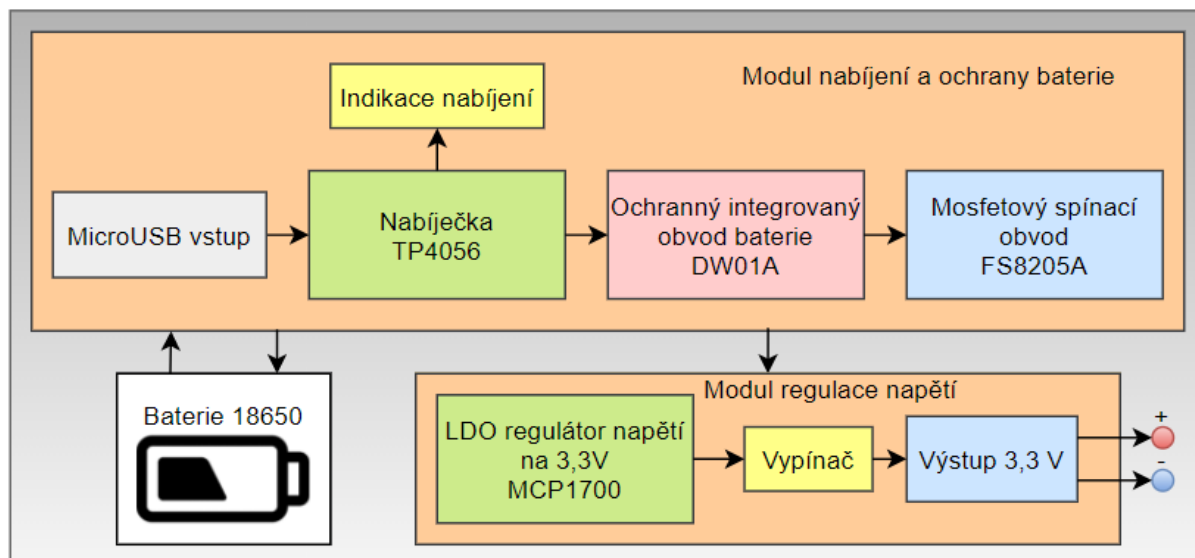 Modul nabíjení a ochrany baterie
Indikace nabíjení
MicroUSB vstup
Nabíječka
TP4056
Ochranný integrovaný
obvod baterie
DW01A
Mosfetový spínací
obvod
FS8205A
Baterie 18650
Modul regulace napětí
LDO regulátor napětí
na 3,3V
MCP1700
Vypínač
Výstup 3,3 V
+
-